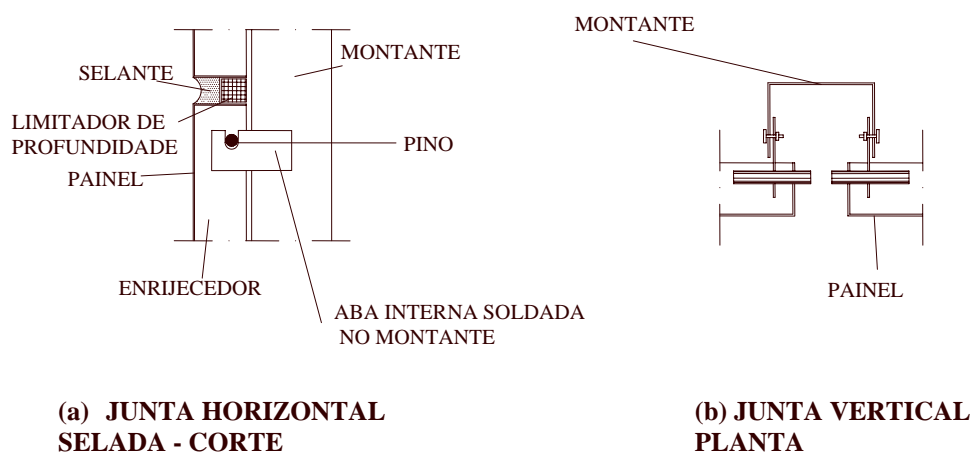 MONTANTE
SELANTE
LIMITADOR DE
PROFUNDIDADE
PAINEL
PINO
ENRIJECEDOR
ABA INTERNA SOLDADA
NO MONTANTE
(a) JUNTA HORIZONTAL
SELADA - CORTE
MONTANTE
PAINEL
(b) JUNTA VERTICAL
PLANTA